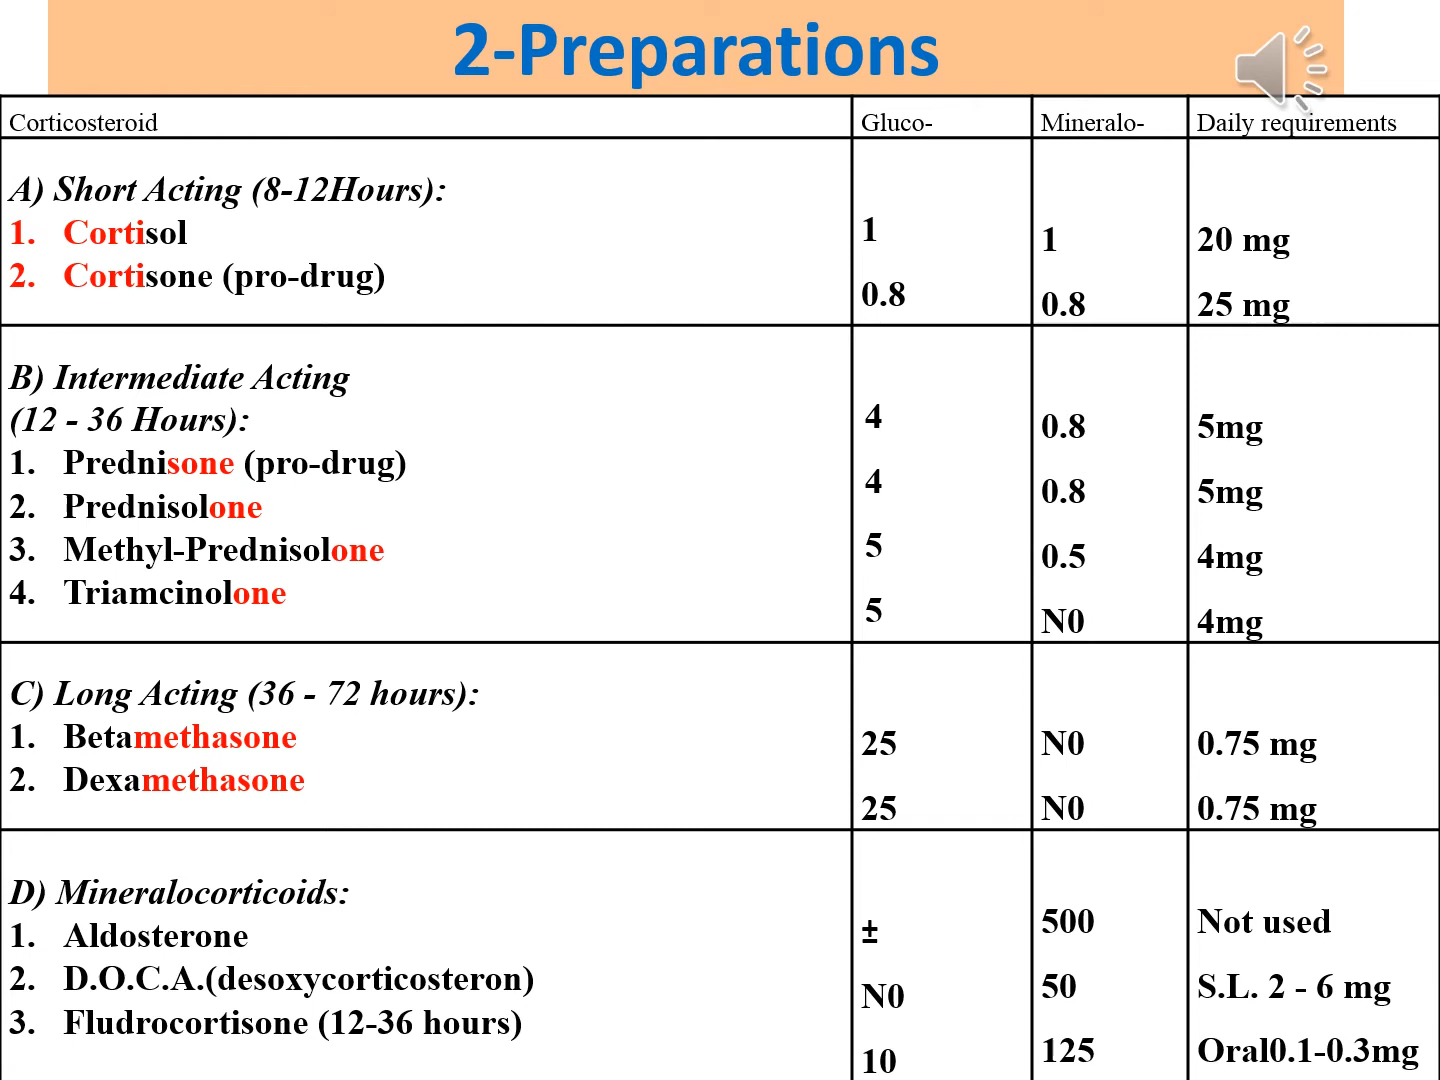 2-Preparations
Corticosteroid Gluco- Mineralo- Daily requirements
A) Short Acting (8-12Hours):
1. Cortisol 1 1 20 mg
2. Cortisone (pro-drug) 0.8 0.8 25 mg
B) Intermediate Acting
(12 - 36 Hours):
1. Prednisone (pro-drug) 4 0.8 5mg
2. Prednisolone 4 0.8 5mg
3. Methyl-Prednisolone 5 0.5 4mg
4. Triamcinolone 5 N0 4mg
C) Long Acting (36 - 72 hours):
1. Betamethasone 25 N0 0.75 mg
2. Dexamethasone 25 N0 0.75 mg
D) Mineralocorticoids:
1. Aldosterone ± 500 Not used
2. D.O.C.A.(desoxycorticosteron) N0 50 S.L. 2 - 6 mg
3. Fludrocortisone (12-36 hours) 10 125 Oral0.1-0.3mg